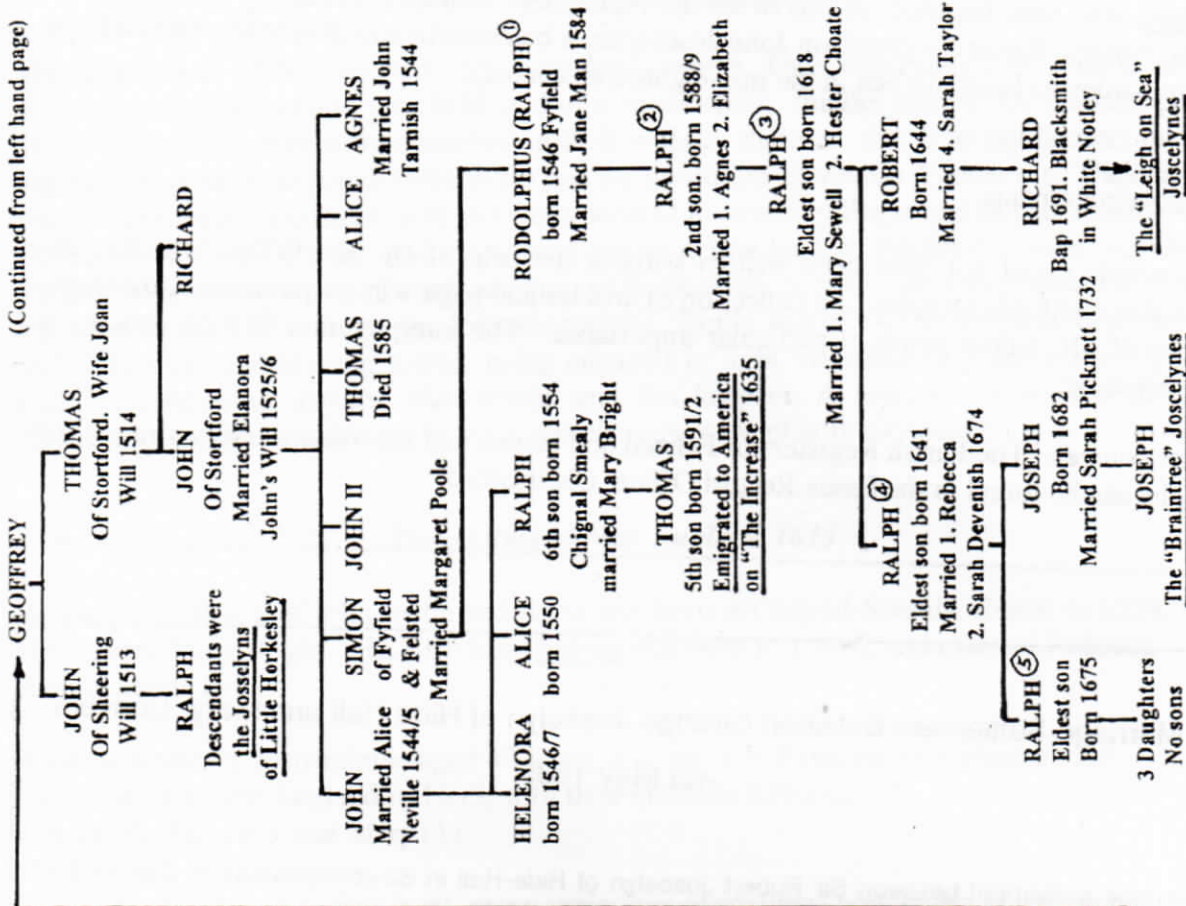 (Continued from left hand page)
GEOFFREY
JOHN
Of Sheering
Will 1513
THOMAS
Of Stortford. Wife Joan
Will 1514
RALPH
Descendants were
the Josselyns
of Little Horkesley
JOHN
Of Stortford
Married Elanora
John's Will 1525/6
RICHARD
JOHN
Married Alice
Neville 1544/5
SIMON
of Fyfield
& Felsted
JOHN II
THOMAS
Died 1585
ALICE
AGNES
Married John
Tarnish 1544
Married Margaret Poole
HELENORA
born 1546/7
ALICE
born 1550
RALPH
6th son born 1554
Chignal Smealy
married Mary Bright
RODOLPHUS (RALPH) 1
born 1546 Fyfield
Married Jane Man 1584
THOMAS
5th son born 1591/2
Emigrated to America
on "The Increase" 1635
RALPH 2
2nd son. born 1588/9
Married 1. Agnes 2. Elizabeth
RALPH 3
Eldest son born 1618
Married 1. Mary Sewell 2. Hester Choate
RALPH 4
Eldest son born 1641
Married 1. Rebecca
2. Sarah Devenish 1674
ROBERT
Born 1644
Married 4. Sarah Taylor
RALPH 5
Eldest son
Born 1675
JOSEPH
Born 1682
Married Sarah Picknett 1732
RICHARD
Bap 1691. Blacksmith
in White Notley
3 Daughters
No sons
JOSEPH
The "Braintree" Joscelynes
The "Leigh on Sea"
Joscelynes